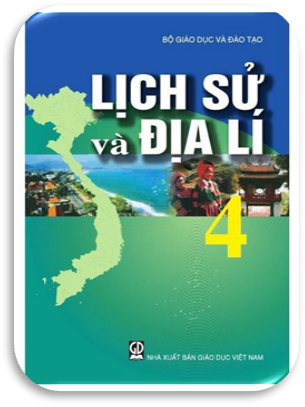 BỘ GIÁO DỤC VÀ ĐÀO TẠO
LỊCH SỬ
và ĐỊA LÍ
4
NHÀ XUẤT BẢN GIÁO DỤC VIỆT NAM